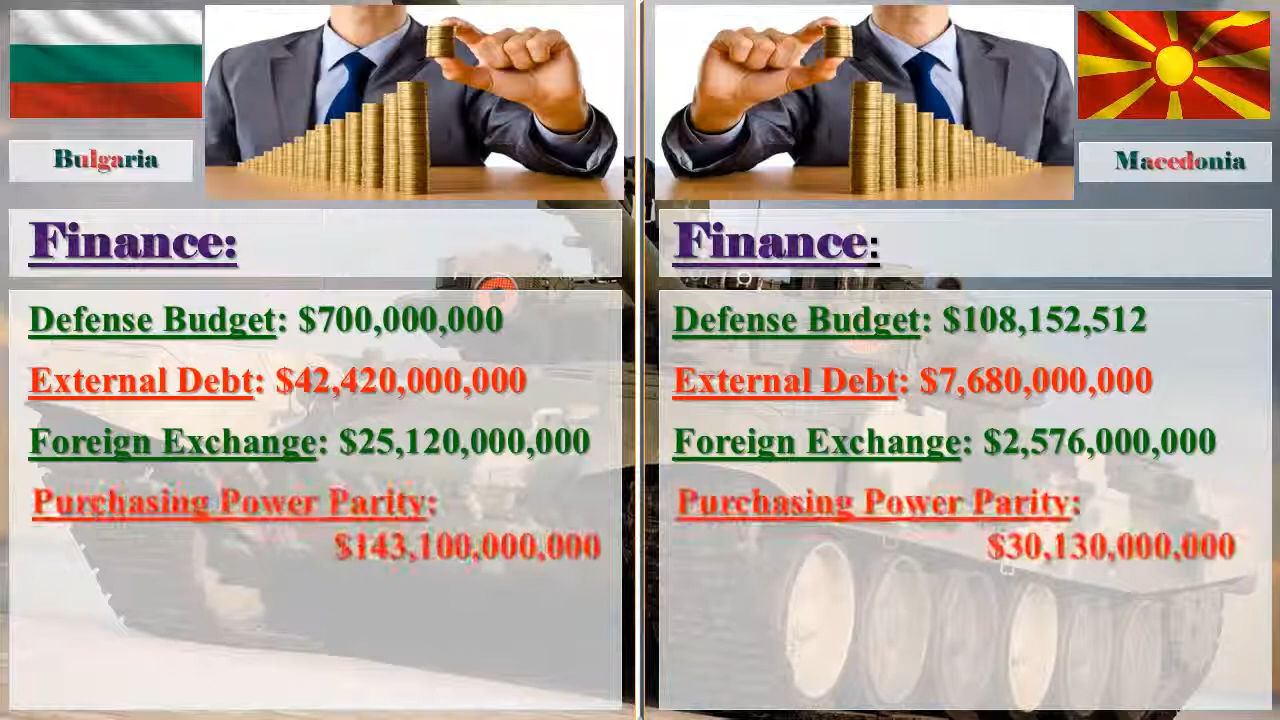 Bulgaria
Finance:
Defense Budget: $700,000,000
External Debt: $42,420,000,000
Foreign Exchange: $25,120,000,000
Purchasing Power Parity:
$143,100,000,000
Macedonia
Finance:
Defense Budget: $108,152,512
External Debt: $7,680,000,000
Foreign Exchange: $2,576,000,000
Purchasing Power Parity:
$30,130,000,000